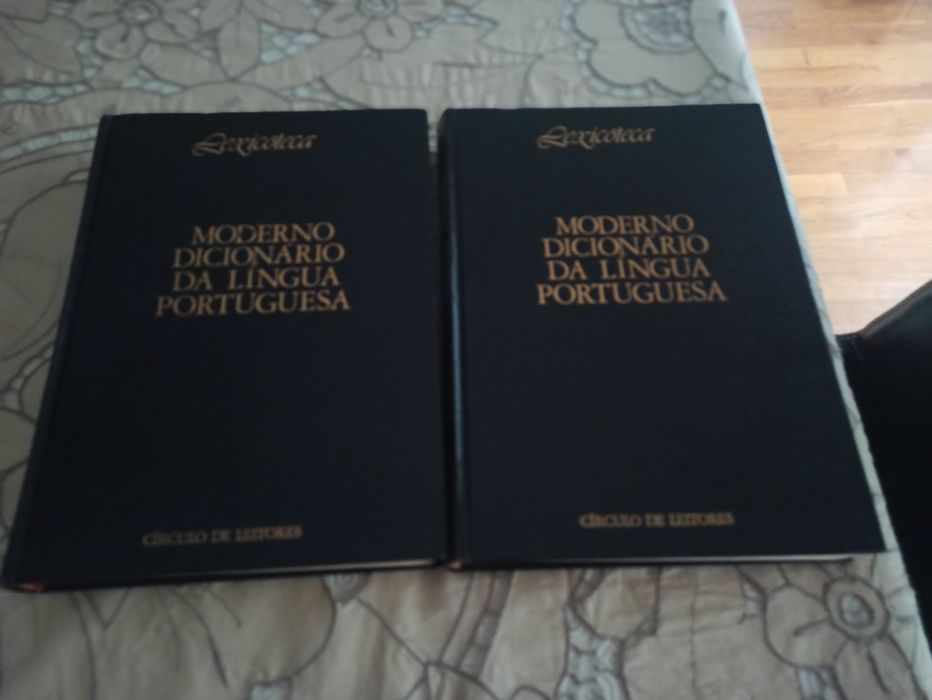 Lexicoteca
MODERNO
DICIONÁRIO
DA LÍNGUA
PORTUGUESA
CÍRCULO DE LEITORES
Lexicoteca
MODERNO
DICIONÁRIO
DA LÍNGUA
PORTUGUESA
CÍRCULO DE LEITORES